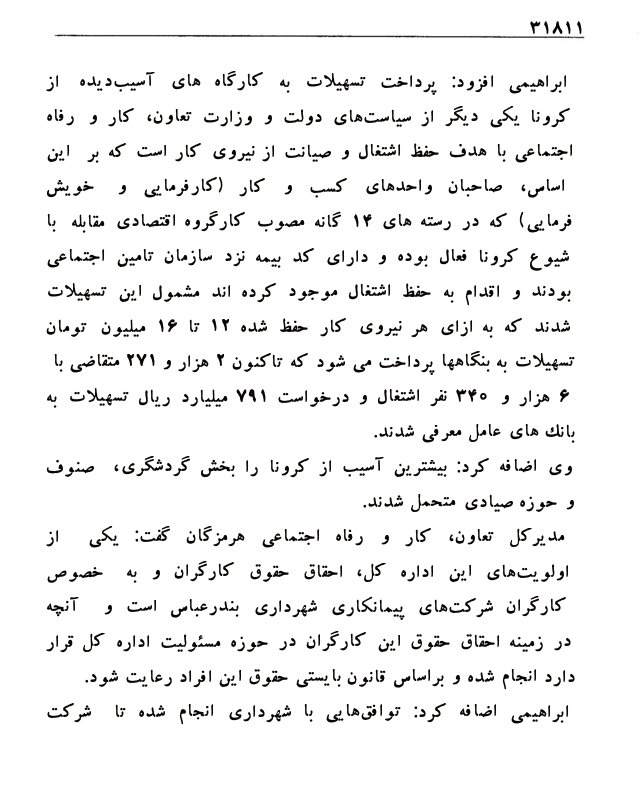 ۳۱۸۱۱
ابراهیمی افزود: پرداخت تسهیلات به کارگاه های آسیب‌دیده از
کرونا یکی دیگر از سیاست‌های دولت و وزارت تعاون، کار و رفاه
اجتماعی با هدف حفظ اشتغال و صیانت از نیروی کار است که بر این
اساس، صاحبان واحدهای کسب و کار (کارفرمایی و خویش
فرمایی) که در رسته های ۱۴ گانه مصوب کارگروه اقتصادی مقابله با
شیوع کرونا فعال بوده و دارای کد بیمه نزد سازمان تامین اجتماعی
بودند و اقدام به حفظ اشتغال موجود کرده اند مشمول این تسهیلات
شدند که به ازای هر نیروی کار حفظ شده ۱۲ تا ۱۶ میلیون تومان
تسهیلات به بنگاهها پرداخت می شود که تاکنون ۲ هزار و ۲۷۱ متقاضی با
۶ هزار و ۳۴۰ نفر اشتغال و درخواست ۷۹۱ میلیارد ریال تسهیلات به
بانك های عامل معرفی شدند.
وی اضافه کرد: بیشترین آسیب از کرونا را بخش گردشگری، صنوف
و حوزه صیادی متحمل شدند.
مدیرکل تعاون، کار و رفاه اجتماعی هرمزگان گفت: یکی از
اولویت‌های این اداره کل، احقاق حقوق کارگران و به خصوص
کارگران شرکت‌های پیمانکاری شهرداری بندرعباس است و آنچه
در زمینه احقاق حقوق این کارگران در حوزه مسئولیت اداره کل قرار
دارد انجام شده و براساس قانون بایستی حقوق این افراد رعایت شود.
ابراهیمی اضافه کرد: توافق‌هایی با شهرداری انجام شده تا شرکت